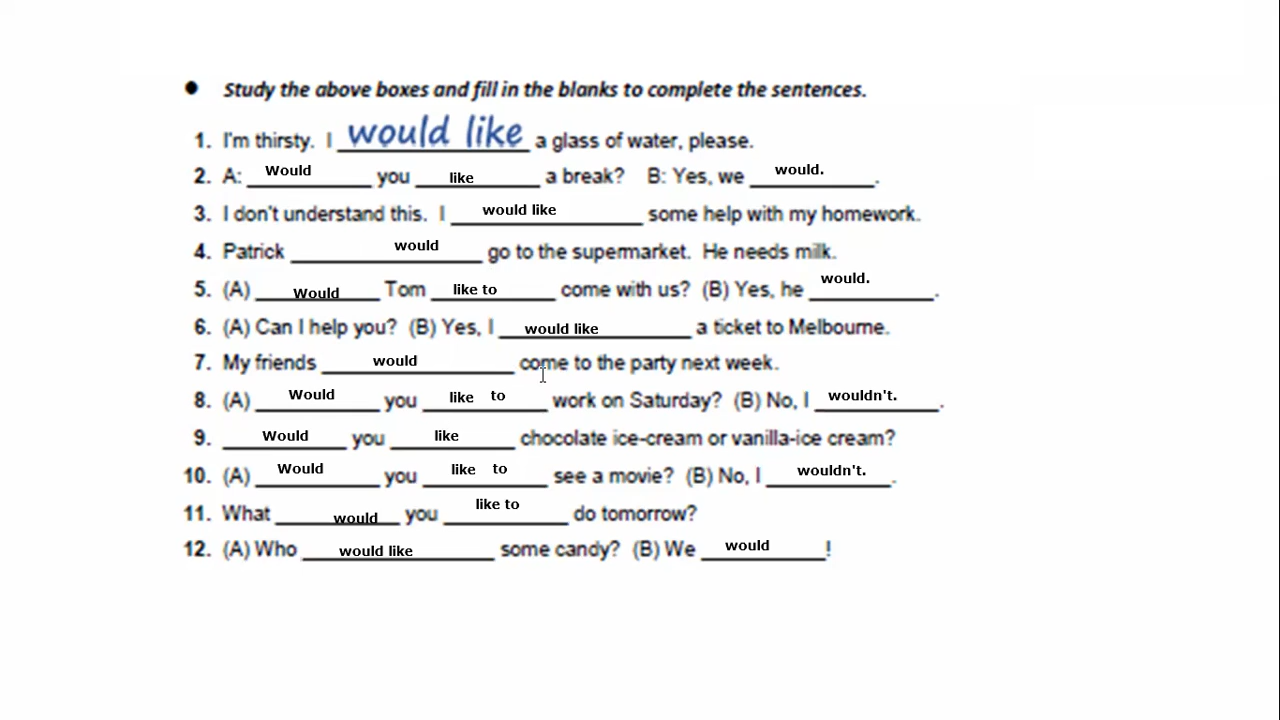 ● Study the above boxes and fill in the blanks to complete the sentences.
1. I'm thirsty. I would like a glass of water, please.
2. A: Would you like a break? B: Yes, we would. .
3. I don't understand this. I would like some help with my homework.
4. Patrick would go to the supermarket. He needs milk.
5. (A) Would Tom like to come with us? (B) Yes, he would. .
6. (A) Can I help you? (B) Yes, I would like a ticket to Melbourne.
7. My friends would come to the party next week.
8. (A) Would you like to work on Saturday? (B) No, I wouldn't. .
9. Would you like chocolate ice-cream or vanilla-ice cream?
10. (A) Would you like to see a movie? (B) No, I wouldn't. .
11. What would you like to do tomorrow?
12. (A) Who would like some candy? (B) We would !